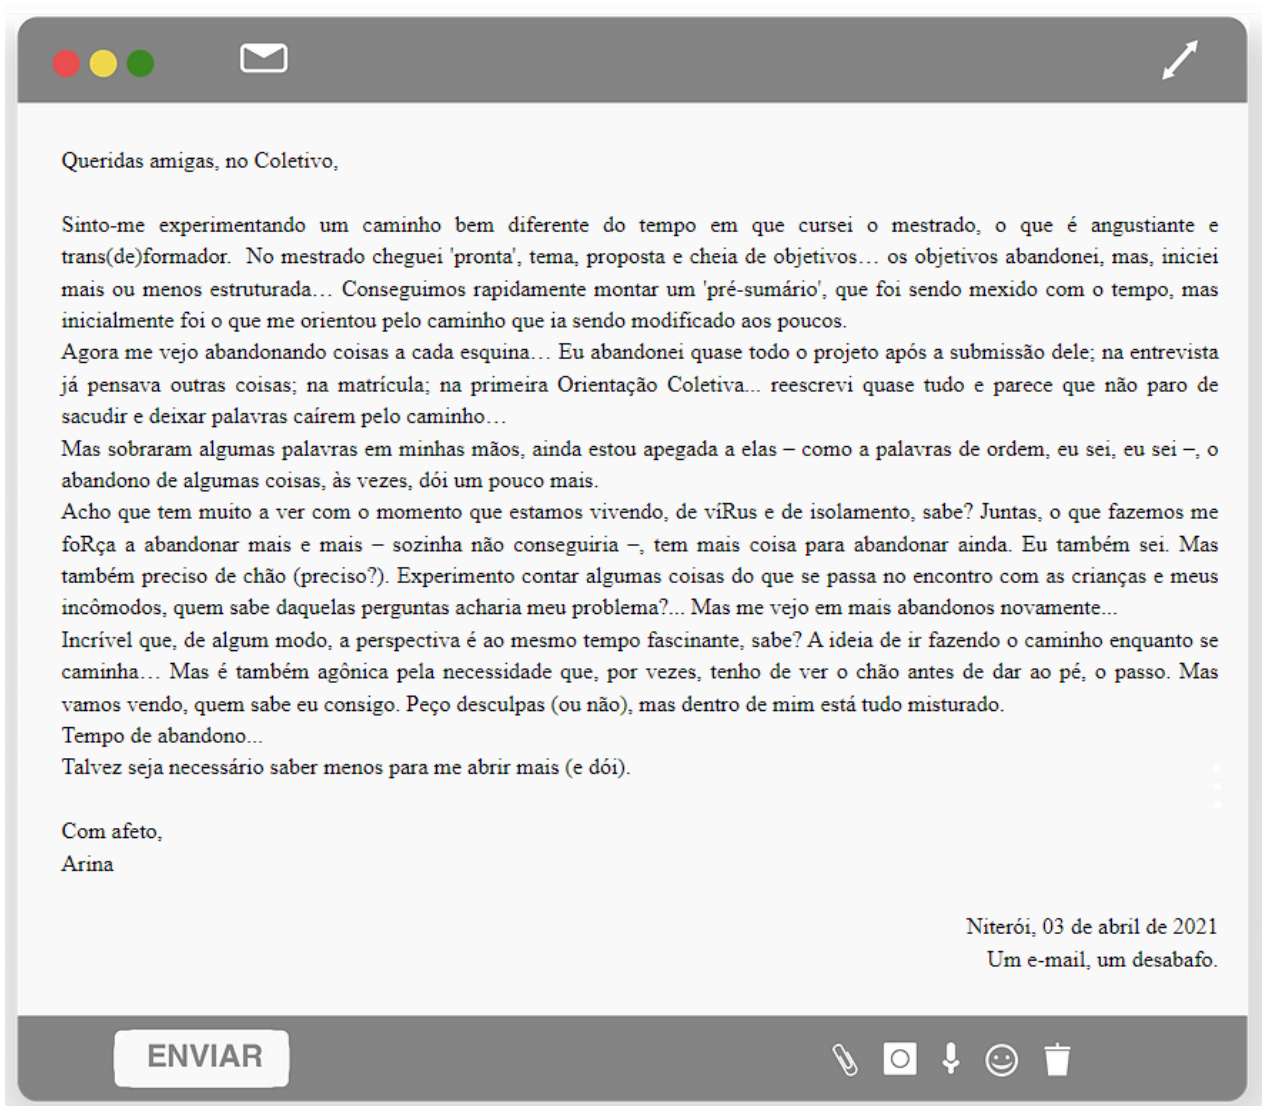 Queridas amigas, no Coletivo,
Sinto-me experimentando um caminho bem diferente do tempo em que cursei o mestrado, o que é angustiante e
trans(de)formador. No mestrado cheguei 'pronta', tema, proposta e cheia de objetivos… os objetivos abandonei, mas, iniciei
mais ou menos estruturada… Conseguimos rapidamente montar um 'pré-sumário', que foi sendo mexido com o tempo, mas
inicialmente foi o que me orientou pelo caminho que ia sendo modificado aos poucos.
Agora me vejo abandonando coisas a cada esquina… Eu abandonei quase todo o projeto após a submissão dele; na entrevista
já pensava outras coisas; na matrícula; na primeira Orientação Coletiva... reescrevi quase tudo e parece que não paro de
sacudir e deixar palavras caírem pelo caminho…
Mas sobraram algumas palavras em minhas mãos, ainda estou apegada a elas – como a palavras de ordem, eu sei, eu sei –, o
abandono de algumas coisas, às vezes, dói um pouco mais.
Acho que tem muito a ver com o momento que estamos vivendo, de víRus e de isolamento, sabe? Juntas, o que fazemos me
foRça a abandonar mais e mais – sozinha não conseguiria –, tem mais coisa para abandonar ainda. Eu também sei. Mas
também preciso de chão (preciso?). Experimento contar algumas coisas do que se passa no encontro com as crianças e meus
incômodos, quem sabe daquelas perguntas acharia meu problema?... Mas me vejo em mais abandonos novamente...
Incrível que, de algum modo, a perspectiva é ao mesmo tempo fascinante, sabe? A ideia de ir fazendo o caminho enquanto se
caminha… Mas é também agônica pela necessidade que, por vezes, tenho de ver o chão antes de dar ao pé, o passo. Mas
vamos vendo, quem sabe eu consigo. Peço desculpas (ou não), mas dentro de mim está tudo misturado.
Tempo de abandono...
Talvez seja necessário saber menos para me abrir mais (e dói).
Com afeto,
Arina
Niterói, 03 de abril de 2021
Um e-mail, um desabafo.
ENVIAR